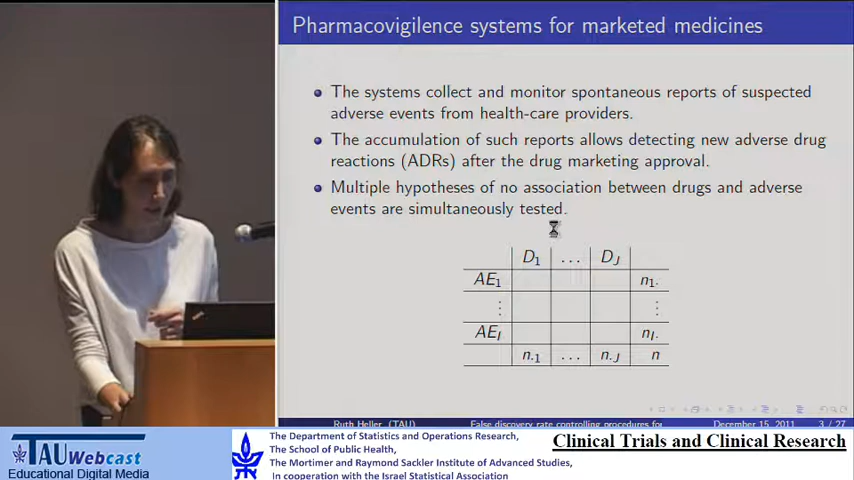 Pharmacovigilence systems for marketed medicines
The systems collect and monitor spontaneous reports of suspected
adverse events from health-care providers.
The accumulation of such reports allows detecting new adverse drug
reactions (ADRs) after the drug marketing approval.
Multiple hypotheses of no association between drugs and adverse
events are simultaneously tested.
D1 ... DJ
AE1 n1.
⋮ ⋮
AEI nI.
n.1 ... n.J n
Ruth Heller (TAU) False discovery rate controlling procedures for December 15, 2011 3 / 27
TAU Webcast
Educational Digital Media
The Department of Statistics and Operations Research,
The School of Public Health,
The Mortimer and Raymond Sackler Institute of Advanced Studies,
In cooperation with the Israel Statistical Association
Clinical Trials and Clinical Research